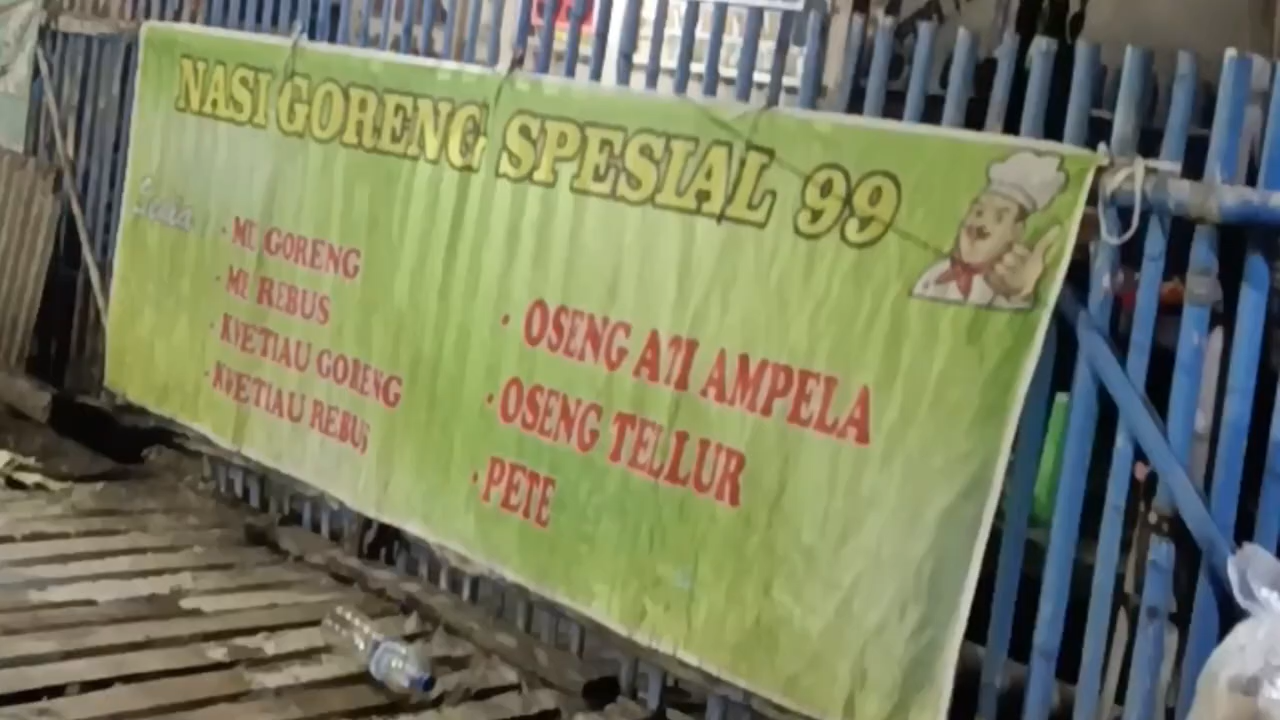 NASI GORENG SPESIAL 99
· MI GORENG
· MI REBUS
· KWETIAU GORENG
· KWETIAU REBUS
· OSENG ATI AMPELA
· OSENG TELLUR
· PETE